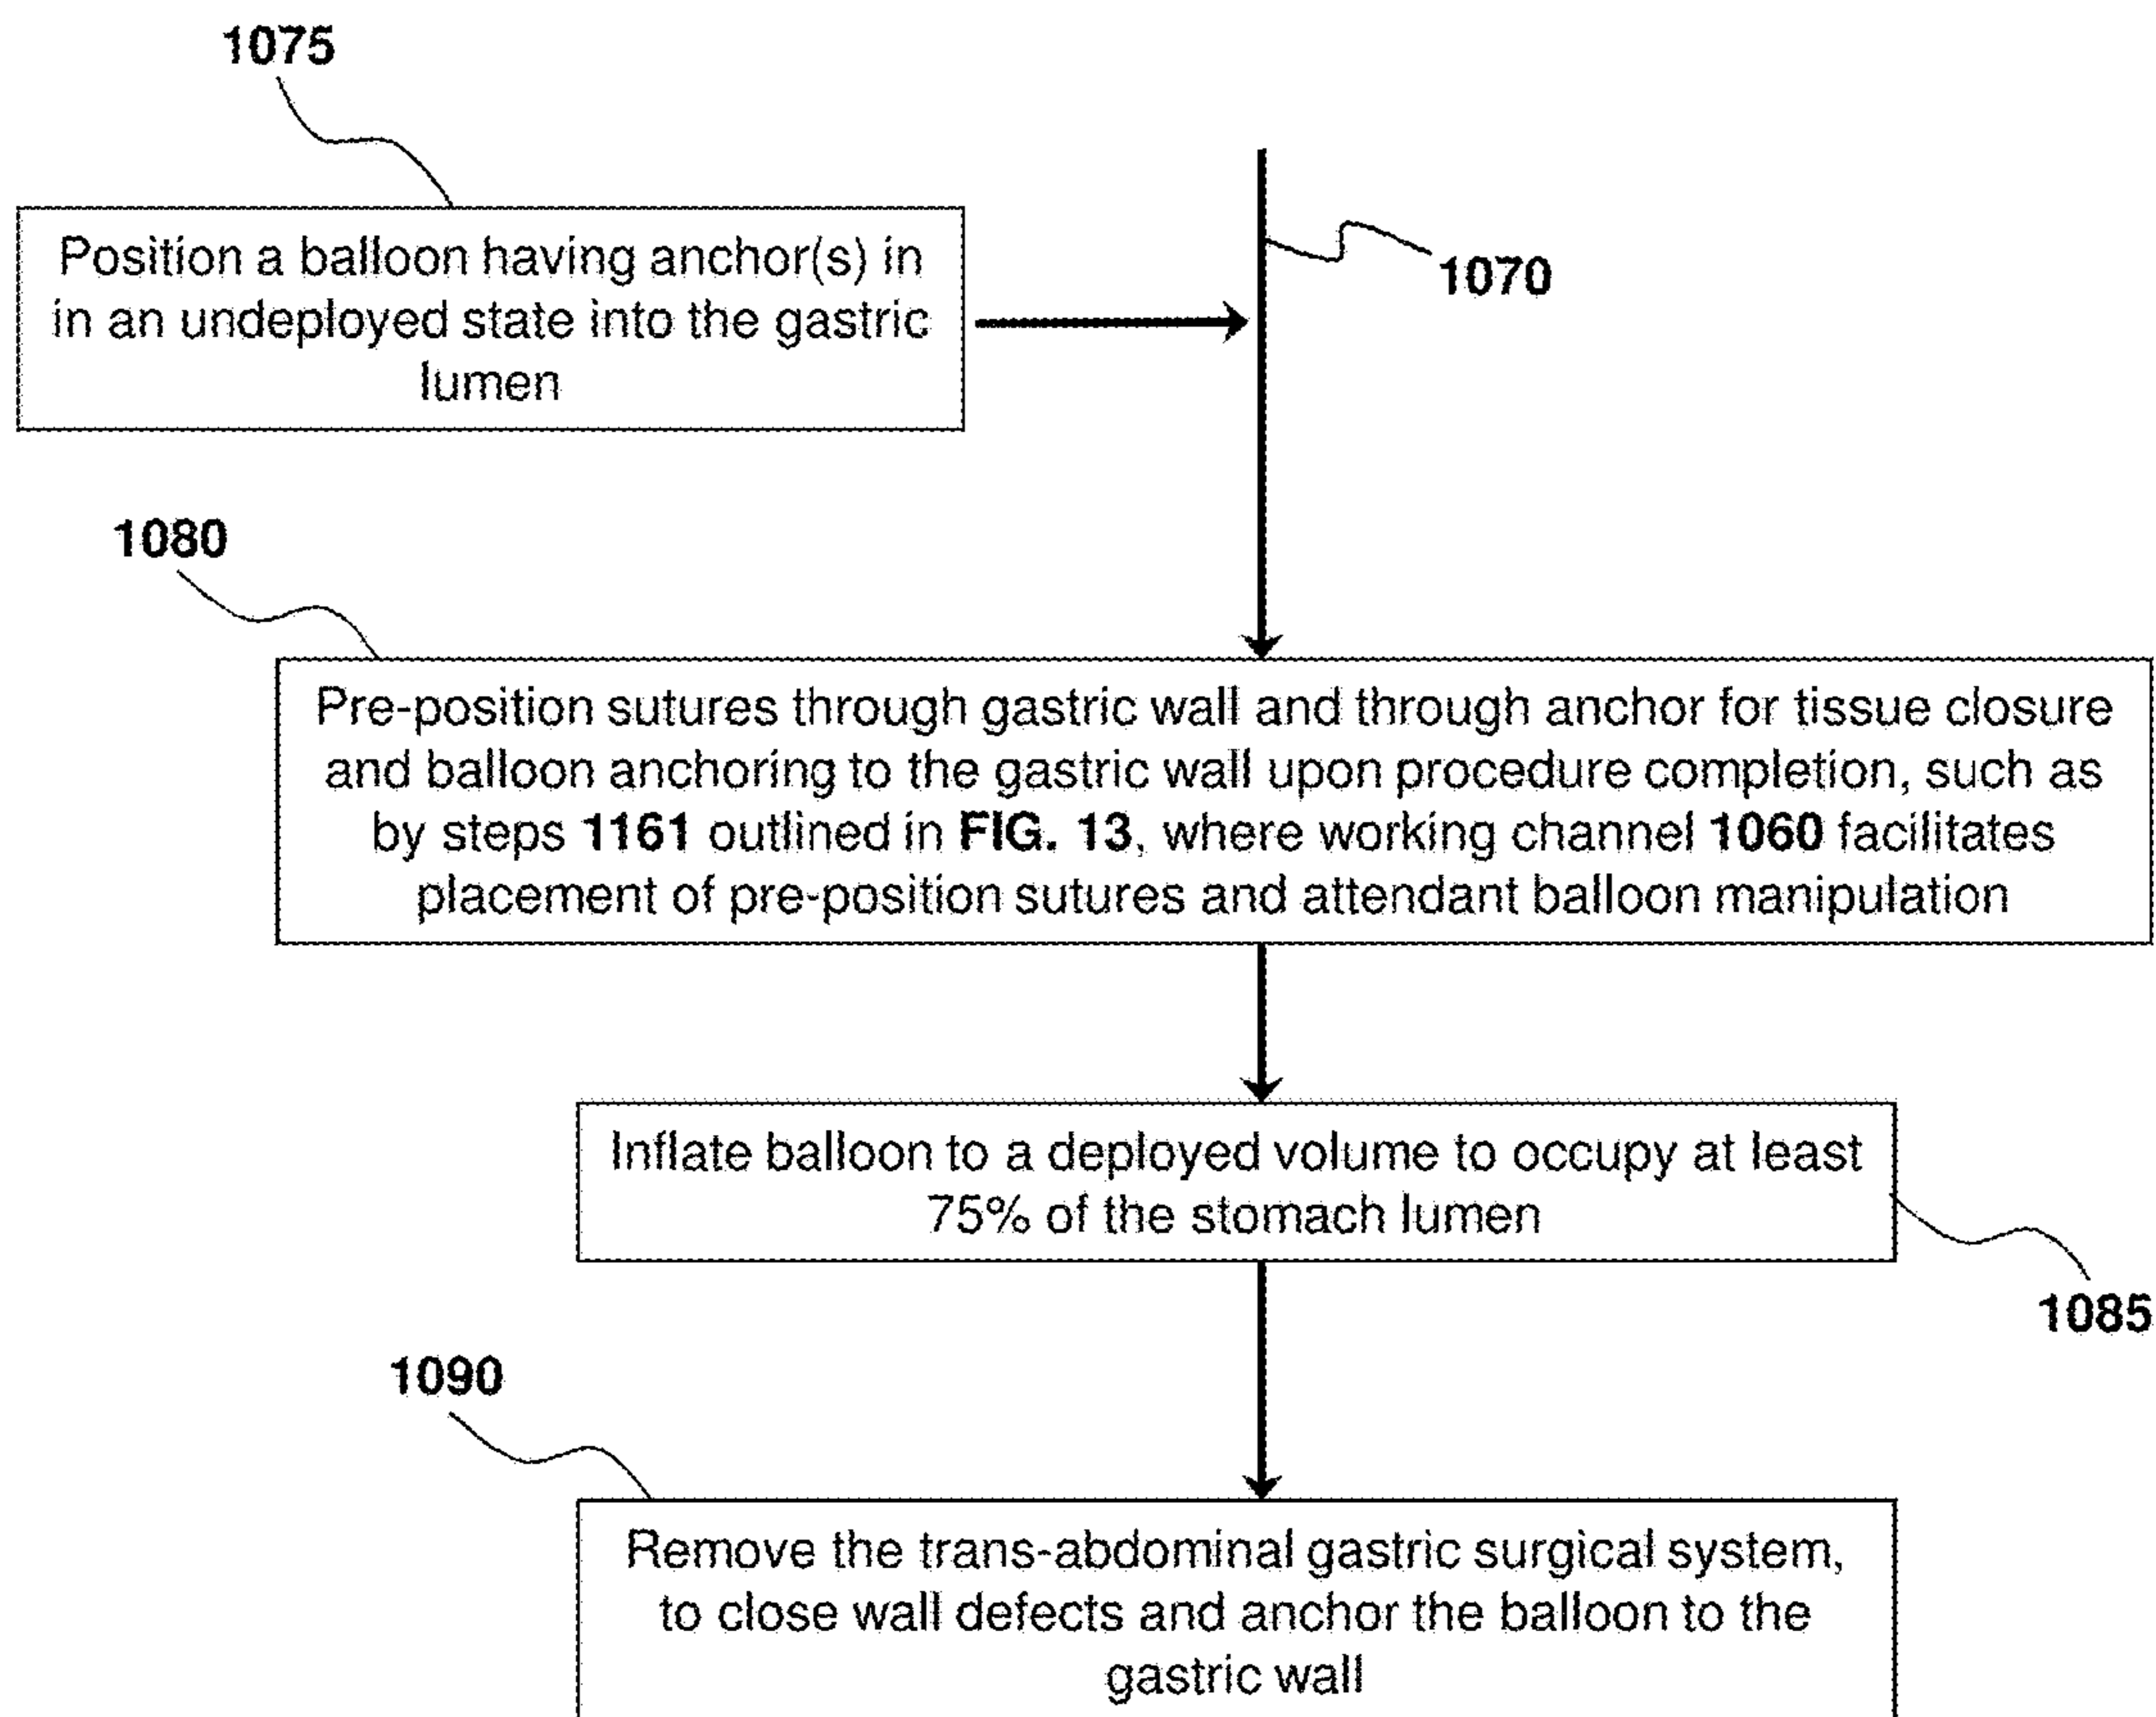 1075
Position a balloon having anchor(s) in
in an undeployed state into the gastric
lumen
1070
1080
Pre-position sutures through gastric wall and through anchor for tissue closure
and balloon anchoring to the gastric wall upon procedure completion, such as
by steps 1161 outlined in FIG. 13, where working channel 1060 facilitates
placement of pre-position sutures and attendant balloon manipulation
Inflate balloon to a deployed volume to occupy at least
75% of the stomach lumen
1085
1090
Remove the trans-abdominal gastric surgical system,
to close wall defects and anchor the balloon to the
gastric wall